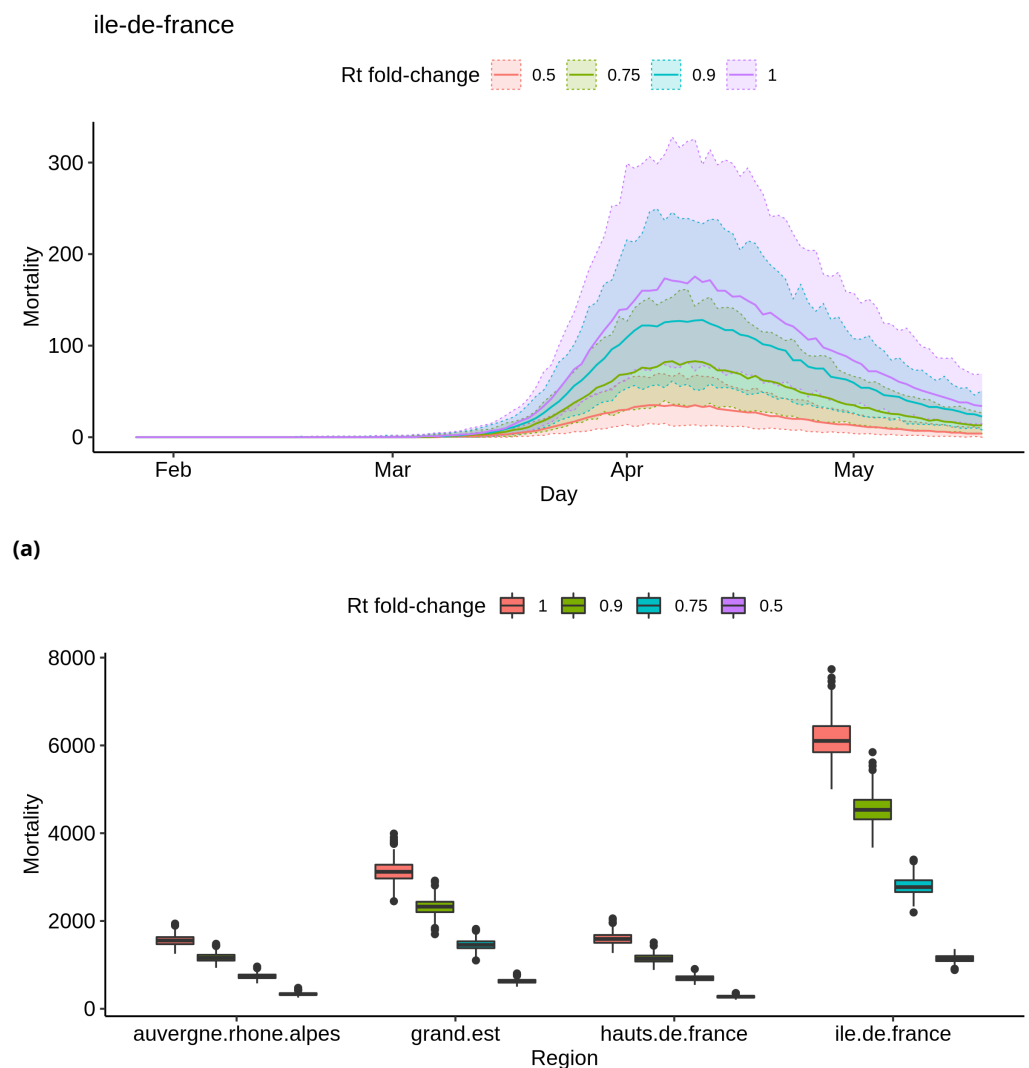 ile-de-france
Rt fold-change 0.5 0.75 0.9 1
300
200
100
0
Mortality
Feb Mar Apr May
Day
(a)
Rt fold-change 1 0.9 0.75 0.5
8000
6000
4000
2000
0
Mortality
auvergne.rhone.alpes grand.est hauts.de.france ile.de.france
Region